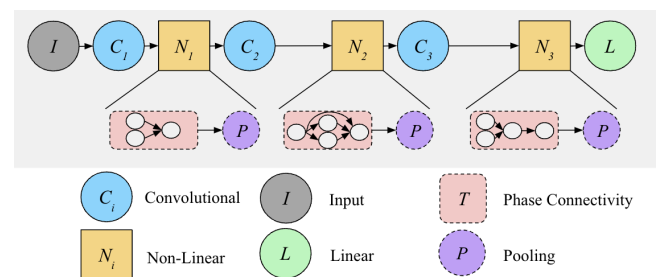 I C1 N1 C2 N2 C3 N3 L
P P P
Ci Convolutional I Input T Phase Connectivity
Ni Non-Linear L Linear P Pooling